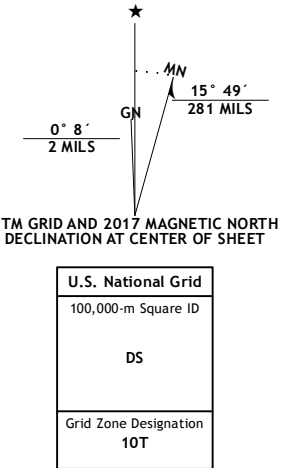 ★
MN
15° 49´
281 MILS
GN
0° 8´
2 MILS
TM GRID AND 2017 MAGNETIC NORTH
DECLINATION AT CENTER OF SHEET
U.S. National Grid
100,000-m Square ID
DS
Grid Zone Designation
10T